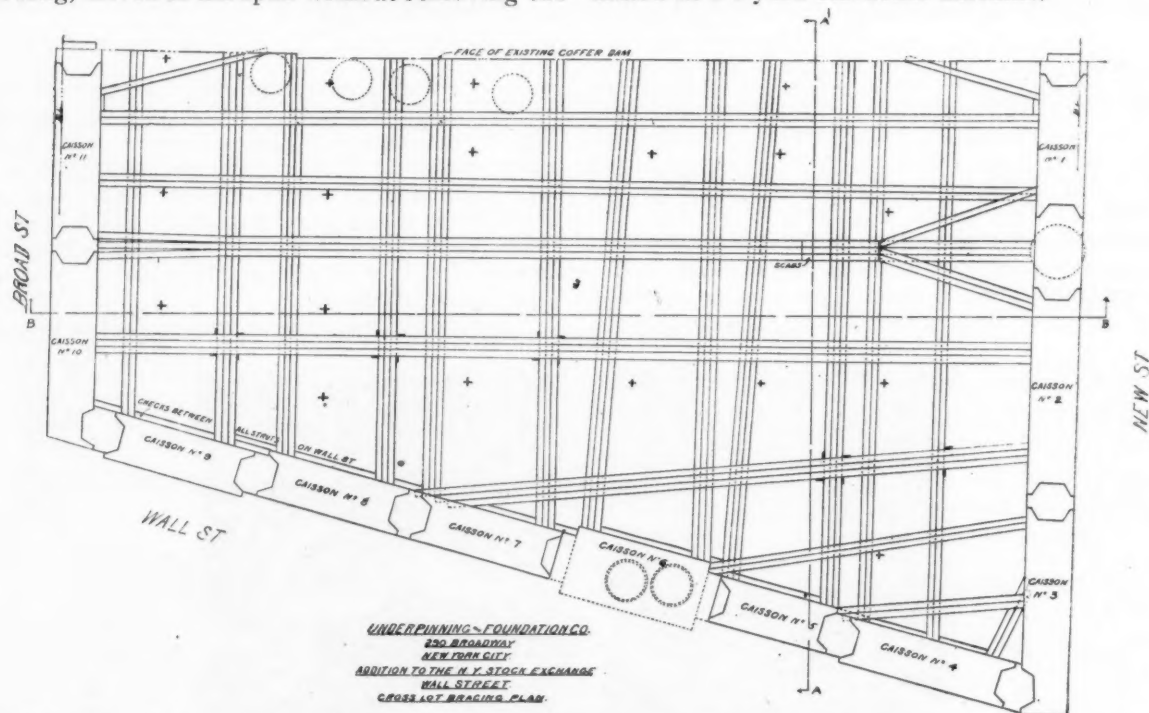 A'
FACE OF EXISTING COFFER DAM
CAISSON
Nº 11
CAISSON
Nº 1
BROAD ST
SCABS
B
B
CAISSON
Nº 10
NEW ST
CAISSON
Nº 2
CHECKS BETWEEN
ALL STRUTS
ON WALL ST
CAISSON Nº 9
CAISSON Nº 8
WALL ST
CAISSON Nº 7
CAISSON Nº 6
CAISSON
Nº 3
CAISSON Nº 5
CAISSON Nº 4
UNDERPINNING & FOUNDATION CO.
290 BROADWAY
NEW YORK CITY
ADDITION TO THE N.Y. STOCK EXCHANGE
WALL STREET.
CROSS LOT BRACING PLAN.
A